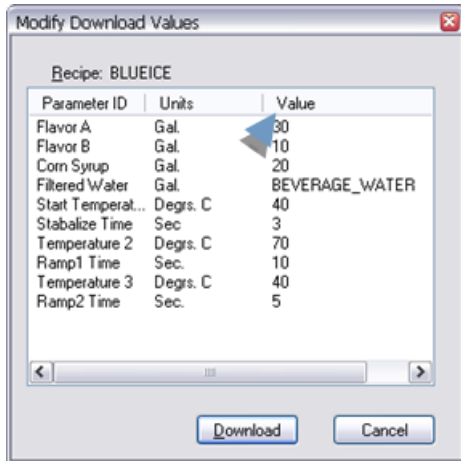 Modify Download Values
Recipe: BLUEICE
Parameter ID Units Value
Flavor A Gal. 30
Flavor B Gal. 10
Corn Syrup Gal. 20
Filtered Water Gal. BEVERAGE_WATER
Start Temperat... Degrs. C 40
Stabalize Time Sec 3
Temperature 2 Degrs. C 70
Ramp1 Time Sec. 10
Temperature 3 Degrs. C 40
Ramp2 Time Sec. 5
Download Cancel